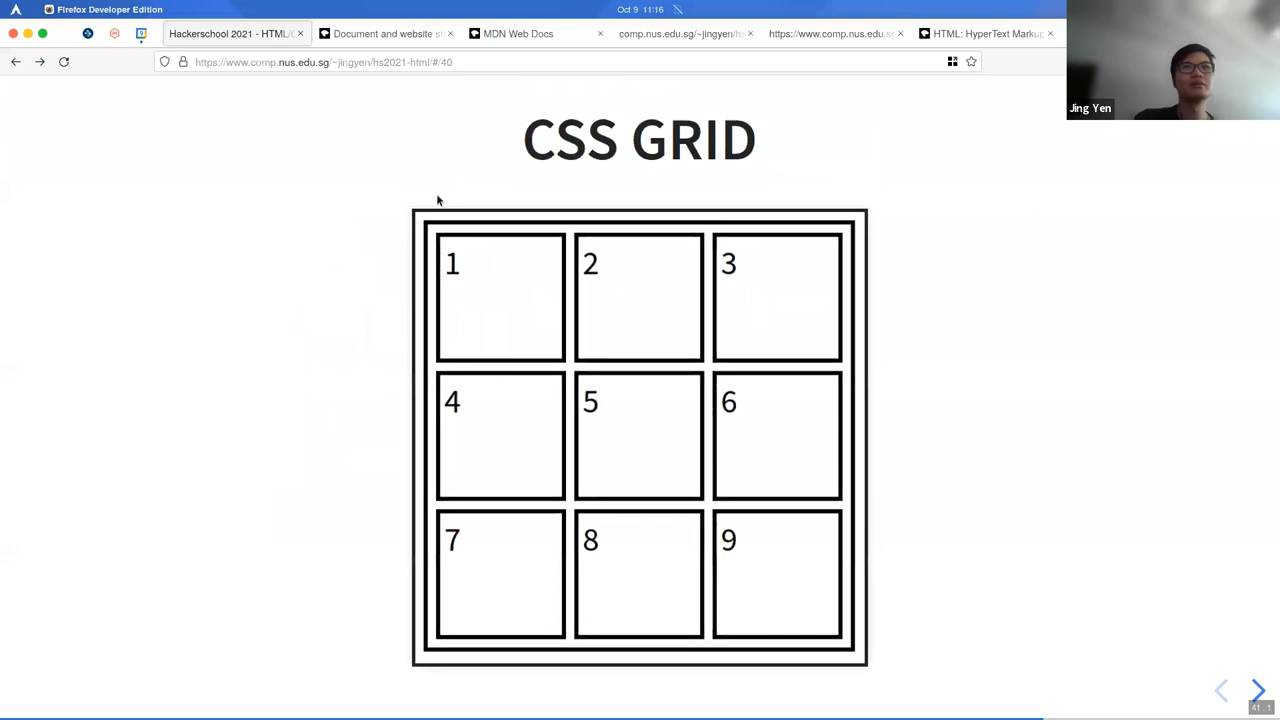 Firefox Developer Edition
Oct 9 11:16
Hackerschool 2021 - HTML/
Document and website st
MDN Web Docs
comp.nus.edu.sg/~jingyen/h
https://www.comp.nus.edu.sg
HTML: HyperText Markup
https://www.comp.nus.edu.sg/~jingyen/hs2021-html/#/40
Jing Yen
CSS GRID
1 2 3
4 5 6
7 8 9
41.1